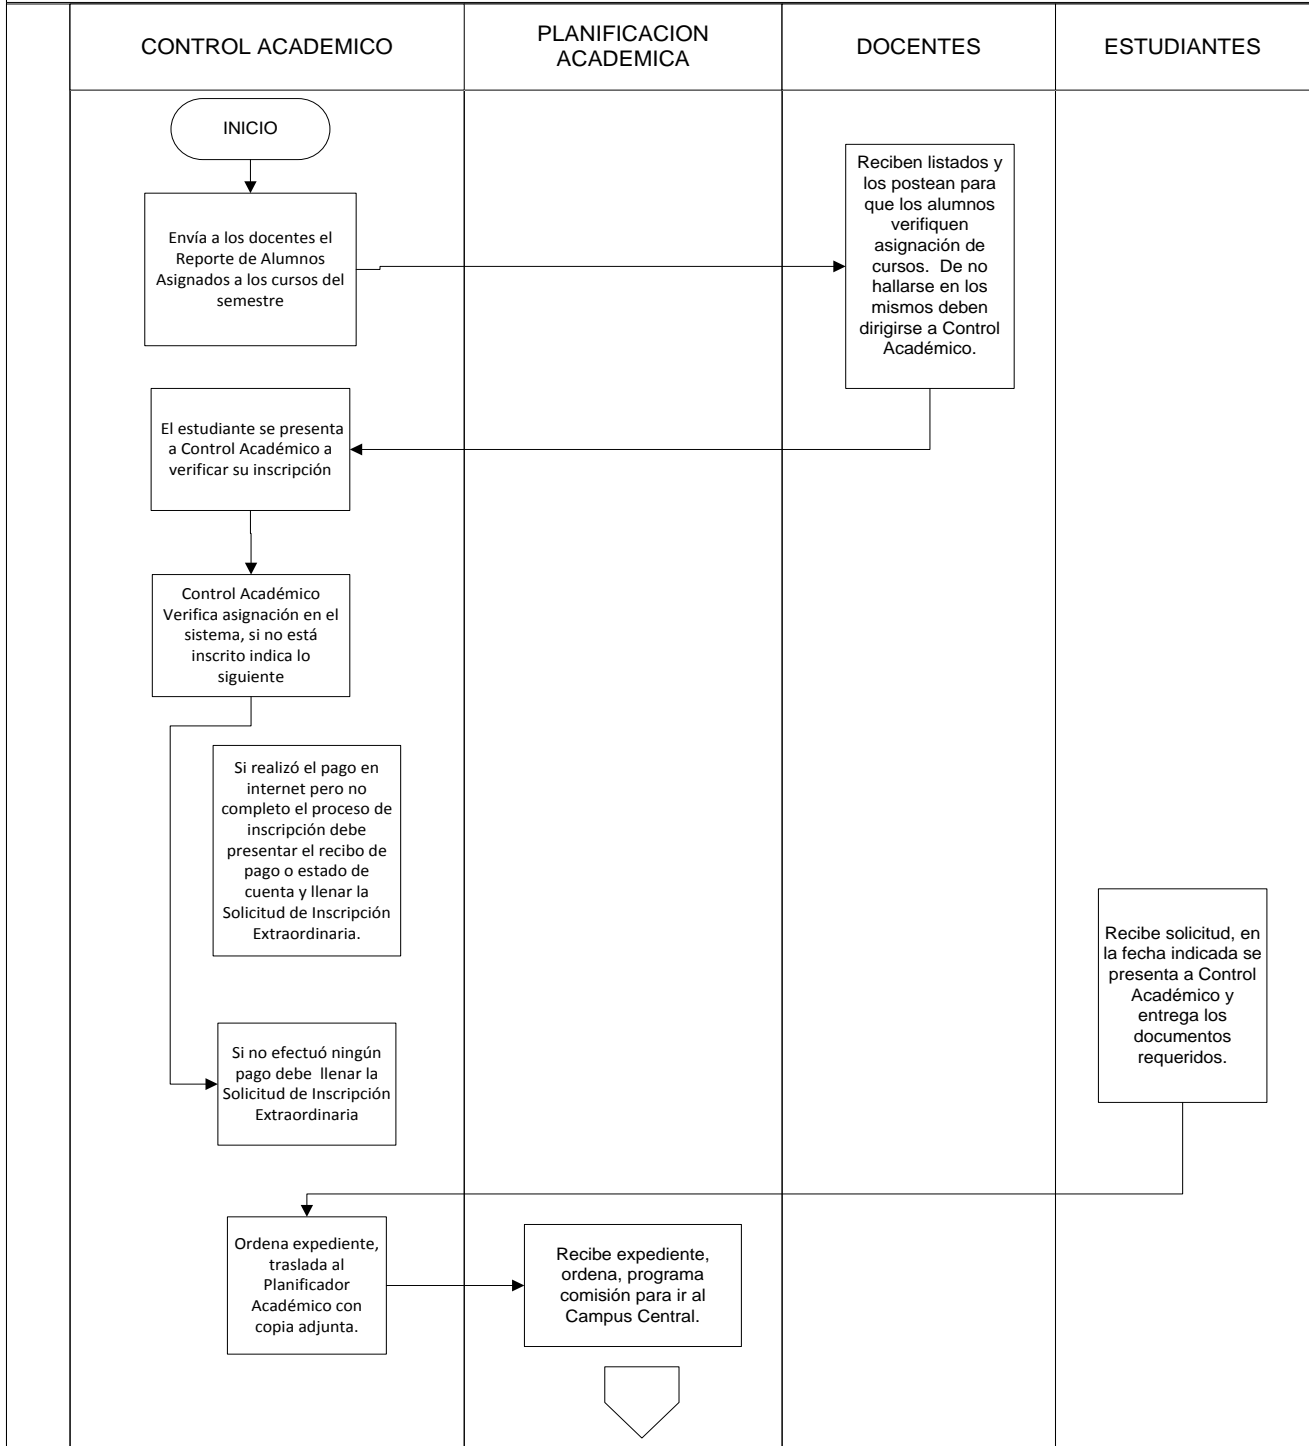 CONTROL ACADEMICO
PLANIFICACION
ACADEMICA
DOCENTES
ESTUDIANTES
INICIO
Envía a los docentes el
Reporte de Alumnos
Asignados a los cursos del
semestre
Reciben listados y
los postean para
que los alumnos
verifiquen
asignación de
cursos.  De no
hallarse en los
mismos deben
dirigirse a Control
Académico.
El estudiante se presenta
a Control Académico a
verificar su inscripción
Control Académico
Verifica asignación en el
sistema, si no está
inscrito indica lo
siguiente
Si realizó el pago en
internet pero no
completo el proceso de
inscripción debe
presentar el recibo de
pago o estado de
cuenta y llenar la
Solicitud de Inscripción
Extraordinaria.
Si no efectuó ningún
pago debe  llenar la
Solicitud de Inscripción
Extraordinaria
Recibe solicitud, en
la fecha indicada se
presenta a Control
Académico y
entrega los
documentos
requeridos.
Ordena expediente,
traslada al
Planificador
Académico con
copia adjunta.
Recibe expediente,
ordena, programa
comisión para ir al
Campus Central.